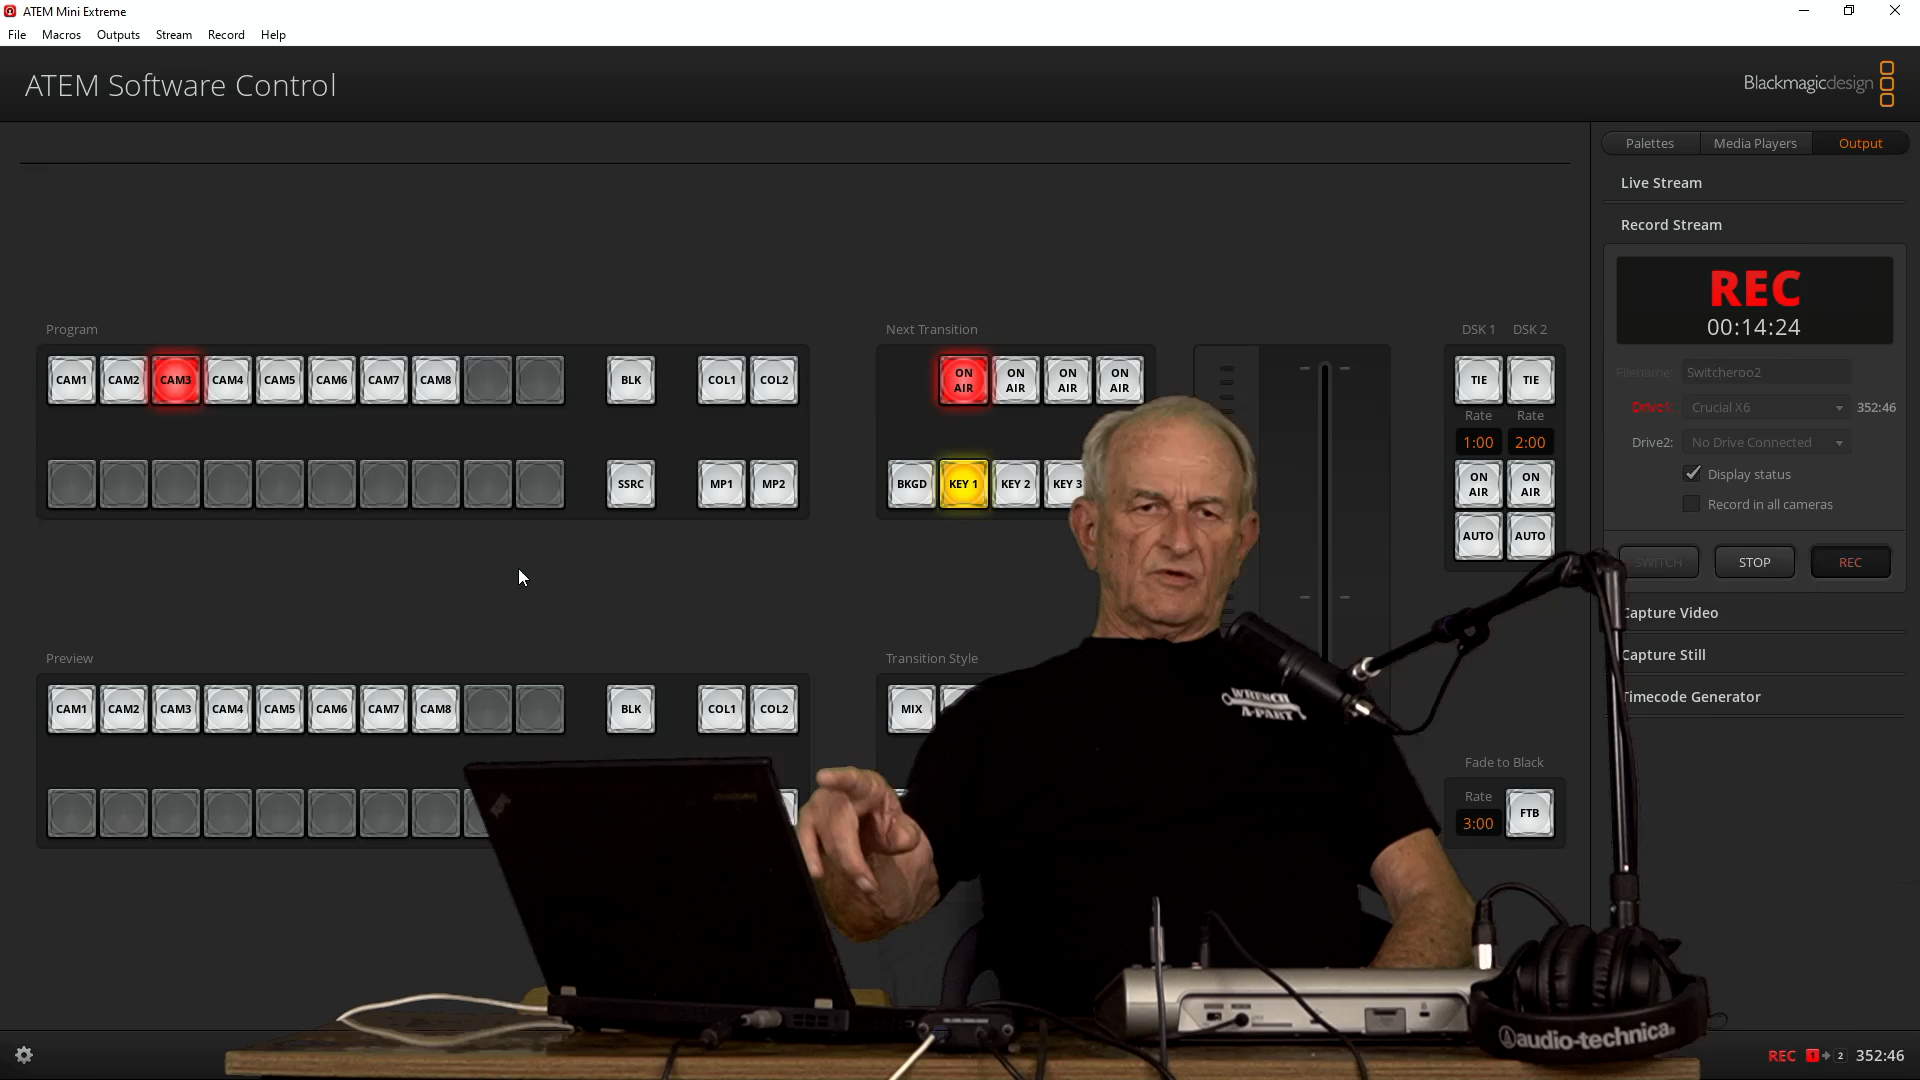 ATEM Mini Extreme
File Macros Outputs Stream Record Help
ATEM Software Control
Blackmagicdesign
Palettes Media Players Output
Live Stream
Record Stream
REC
00:14:24
Filename: Switcheroo2
Drive1: Crucial X6 352:46
Drive2: No Drive Connected
Display status
Record in all cameras
SWITCH STOP REC
Capture Video
Capture Still
Timecode Generator
Program
CAM1 CAM2 CAM3 CAM4 CAM5 CAM6 CAM7 CAM8 BLK COL1 COL2
SSRC MP1 MP2
Next Transition
ON AIR ON AIR ON AIR ON AIR
BKGD KEY 1 KEY 2 KEY 3
DSK 1 DSK 2
TIE TIE
Rate Rate
1:00 2:00
ON AIR ON AIR
AUTO AUTO
Preview
CAM1 CAM2 CAM3 CAM4 CAM5 CAM6 CAM7 CAM8 BLK COL1 COL2
Transition Style
MIX
WRENCH
A-PART
Fade to Black
Rate
3:00 FTB
audio-technica
REC 1 2 352:46